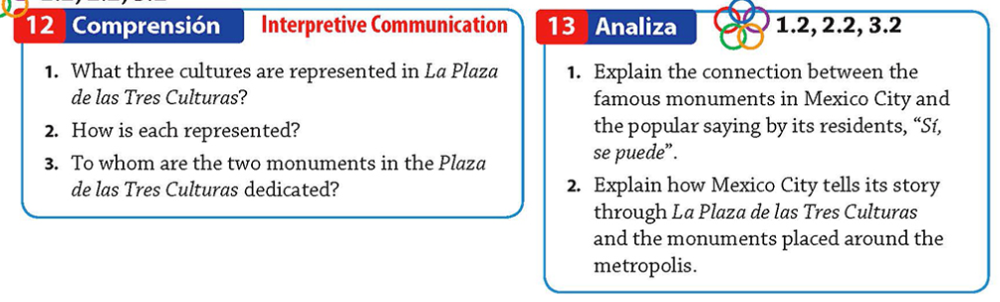 12 Comprensión Interpretive Communication
1. What three cultures are represented in La Plaza
de las Tres Culturas?
2. How is each represented?
3. To whom are the two monuments in the Plaza
de las Tres Culturas dedicated?
13 Analiza 1.2, 2.2, 3.2
1. Explain the connection between the
famous monuments in Mexico City and
the popular saying by its residents, “Sí,
se puede”.
2. Explain how Mexico City tells its story
through La Plaza de las Tres Culturas
and the monuments placed around the
metropolis.